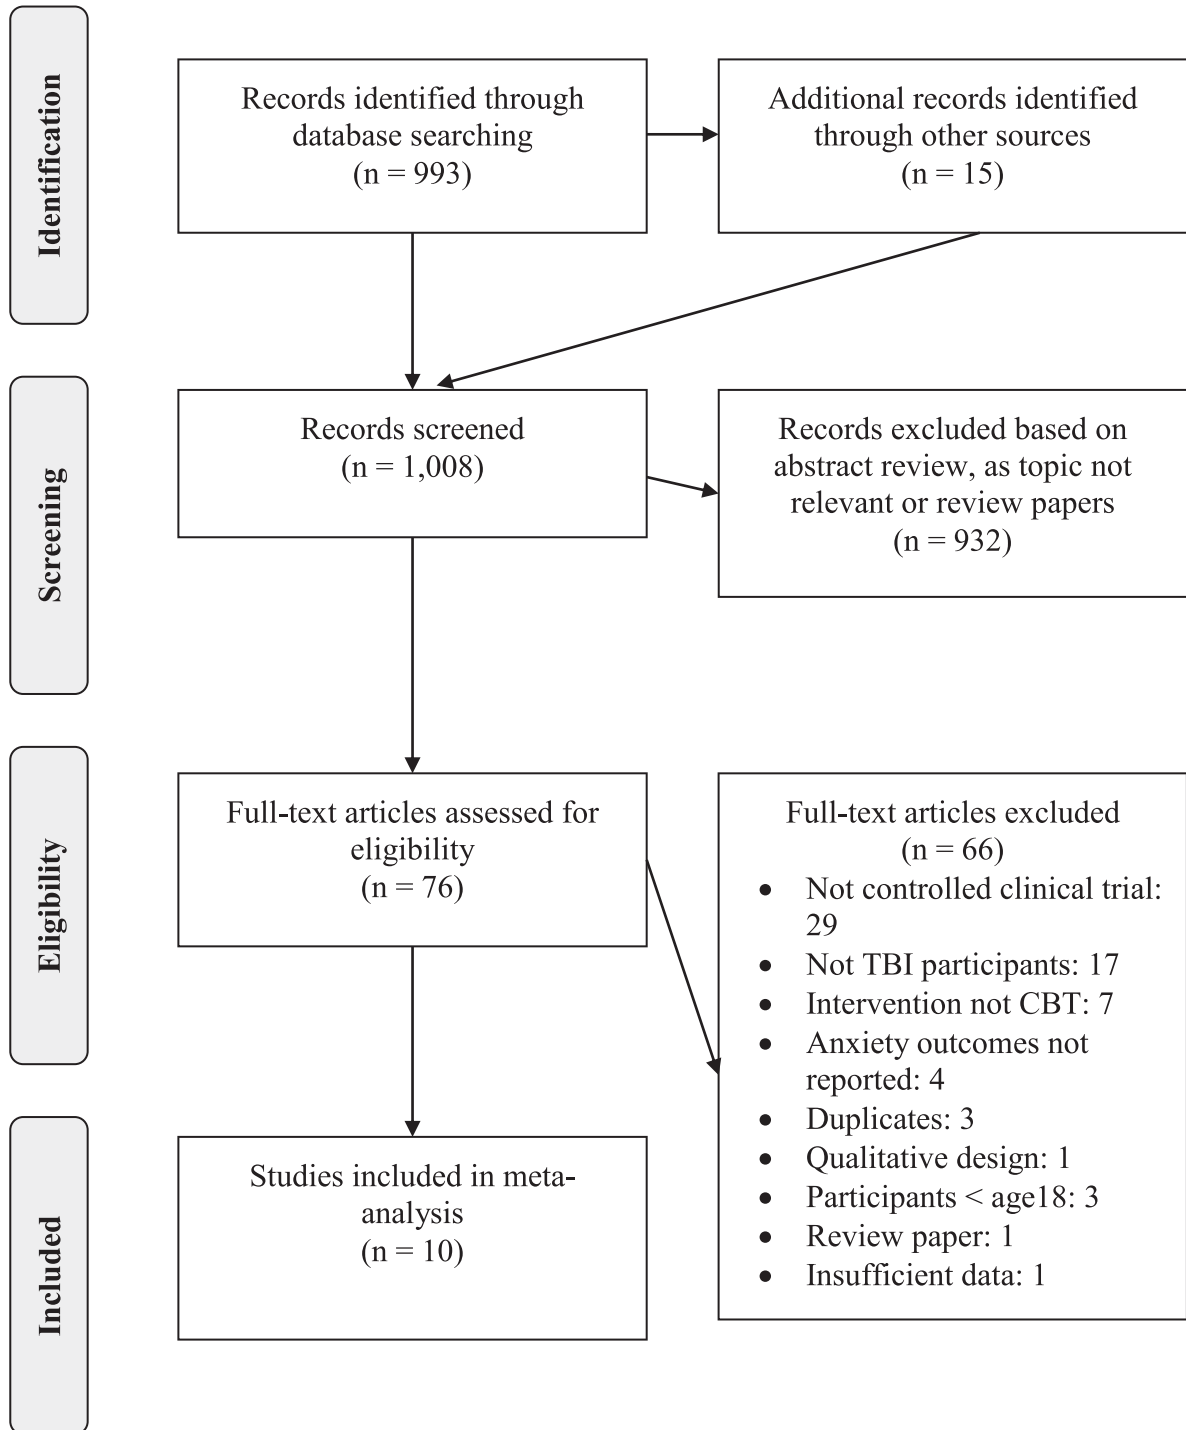 Identification
Records identified through
database searching
(n = 993)
Additional records identified
through other sources
(n = 15)
Screening
Records screened
(n = 1,008)
Records excluded based on
abstract review, as topic not
relevant or review papers
(n = 932)
Eligibility
Full-text articles assessed for
eligibility
(n = 76)
Full-text articles excluded
(n = 66)
• Not controlled clinical trial:
29
• Not TBI participants: 17
• Intervention not CBT: 7
• Anxiety outcomes not
reported: 4
• Duplicates: 3
• Qualitative design: 1
• Participants < age18: 3
• Review paper: 1
• Insufficient data: 1
Included
Studies included in meta-
analysis
(n = 10)